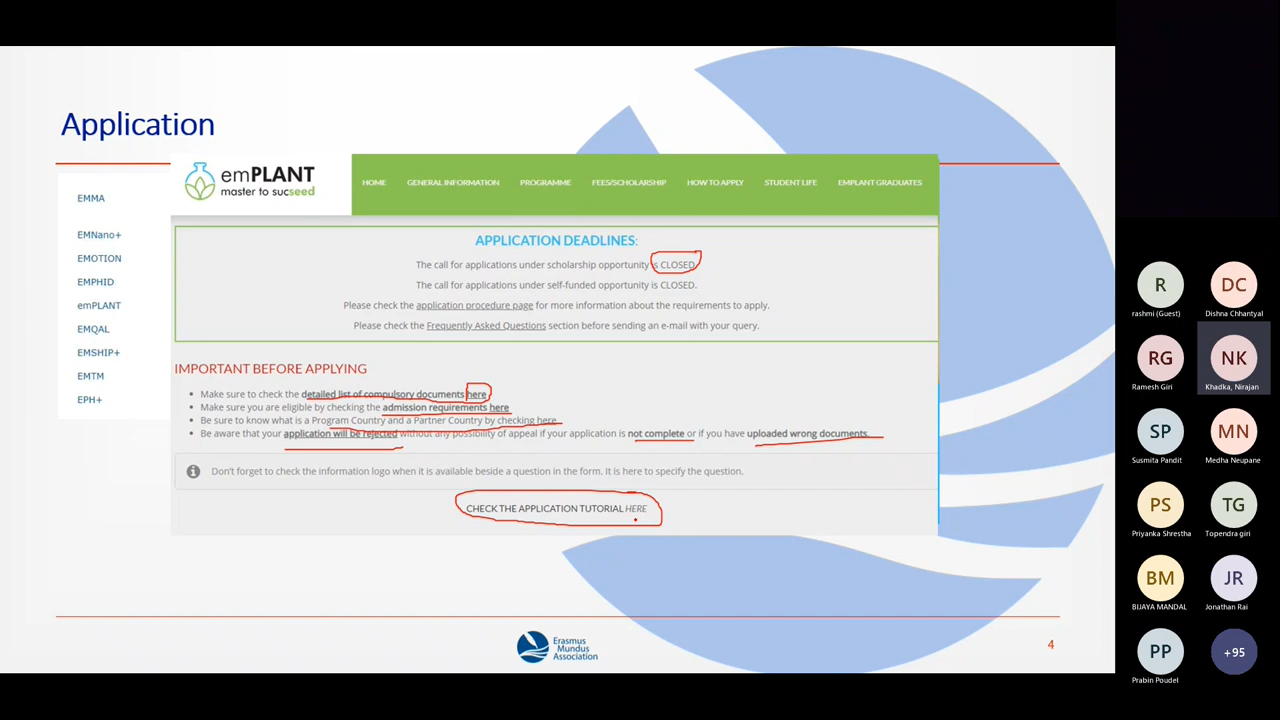 Application
EMMA
EMNano+
EMOTION
EMPHID
emPLANT
EMQAL
EMSHIP+
EMTM
EPH+
emPLANT
master to sucseed
HOME GENERAL INFORMATION PROGRAMME FEES/SCHOLARSHIP HOW TO APPLY STUDENT LIFE EMPLANT GRADUATES
APPLICATION DEADLINES:
The call for applications under scholarship opportunity is CLOSED.
The call for applications under self-funded opportunity is CLOSED.
Please check the application procedure page for more information about the requirements to apply.
Please check the Frequently Asked Questions section before sending an e-mail with your query.
IMPORTANT BEFORE APPLYING
Make sure to check the detailed list of compulsory documents here
Make sure you are eligible by checking the admission requirements here
Be sure to know what is a Program Country and a Partner Country by checking here
Be aware that your application will be rejected without any possibility of appeal if your application is not complete or if you have uploaded wrong documents.
Don't forget to check the information logo when it is available beside a question in the form. It is here to specify the question.
CHECK THE APPLICATION TUTORIAL HERE
Erasmus
Mundus
Association
4
R DC
rashmi (Guest) Dishna Chhantyal
RG NK
Ramesh Giri Khadka, Nirajan
SP MN
Susmita Pandit Medha Neupane
PS TG
Priyanka Shrestha Topendra giri
BM JR
BIJAYA MANDAL Jonathan Rai
PP +95
Prabin Poudel